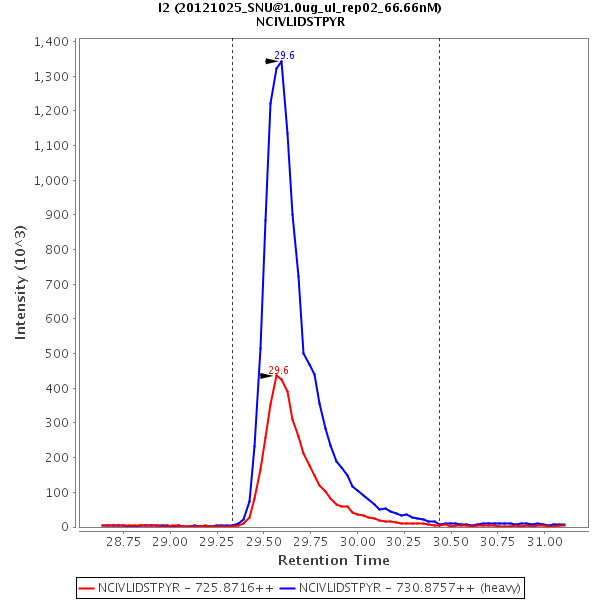 I2 (20121025_SNU@1.0ug_ul_rep02_66.66nM)
NCIVLIDSTPYR
Intensity (10^3)
1,400
1,300
1,200
1,100
1,000
900
800
700
600
500
400
300
200
100
0
29.6
29.6
28.75 29.00 29.25 29.50 29.75 30.00 30.25 30.50 30.75 31.00
Retention Time
NCIVLIDSTPYR - 725.8716++ NCIVLIDSTPYR - 730.8757++ (heavy)